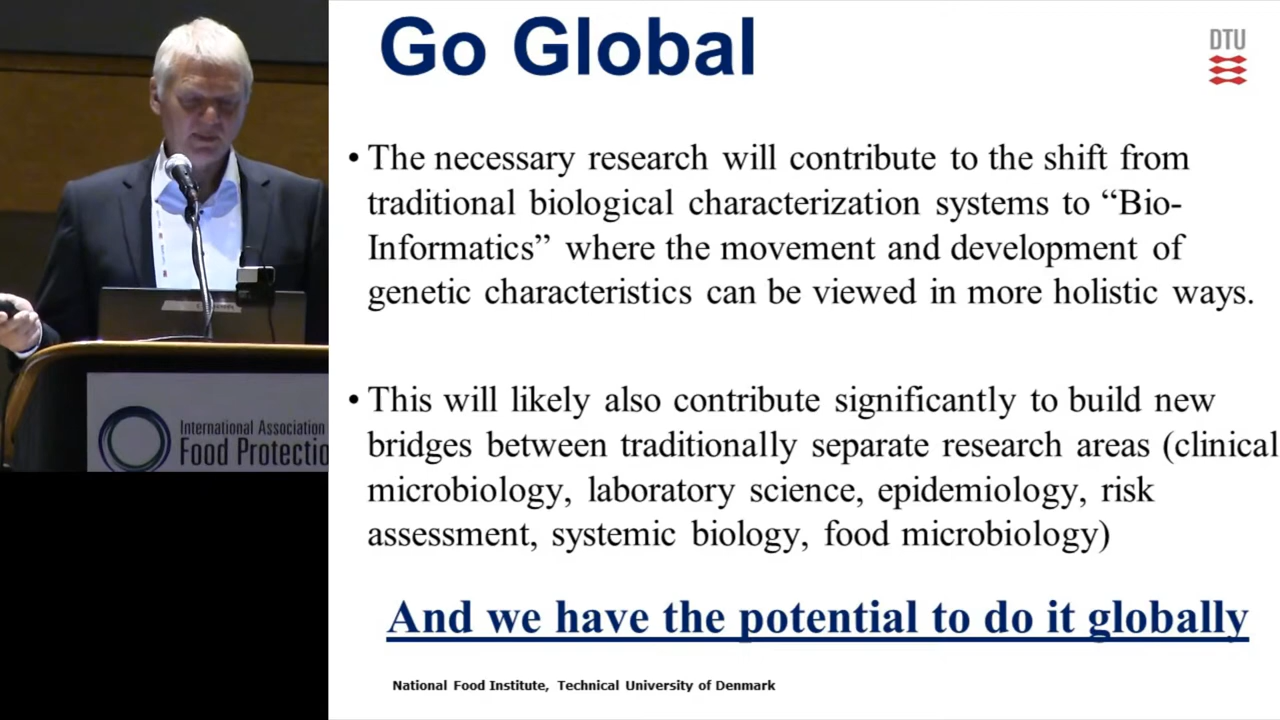 Go Global
DTU
• The necessary research will contribute to the shift from
traditional biological characterization systems to “Bio-
Informatics” where the movement and development of
genetic characteristics can be viewed in more holistic ways.
• This will likely also contribute significantly to build new
bridges between traditionally separate research areas (clinical
microbiology, laboratory science, epidemiology, risk
assessment, systemic biology, food microbiology)
And we have the potential to do it globally
National Food Institute, Technical University of Denmark
International Association
Food Protectio